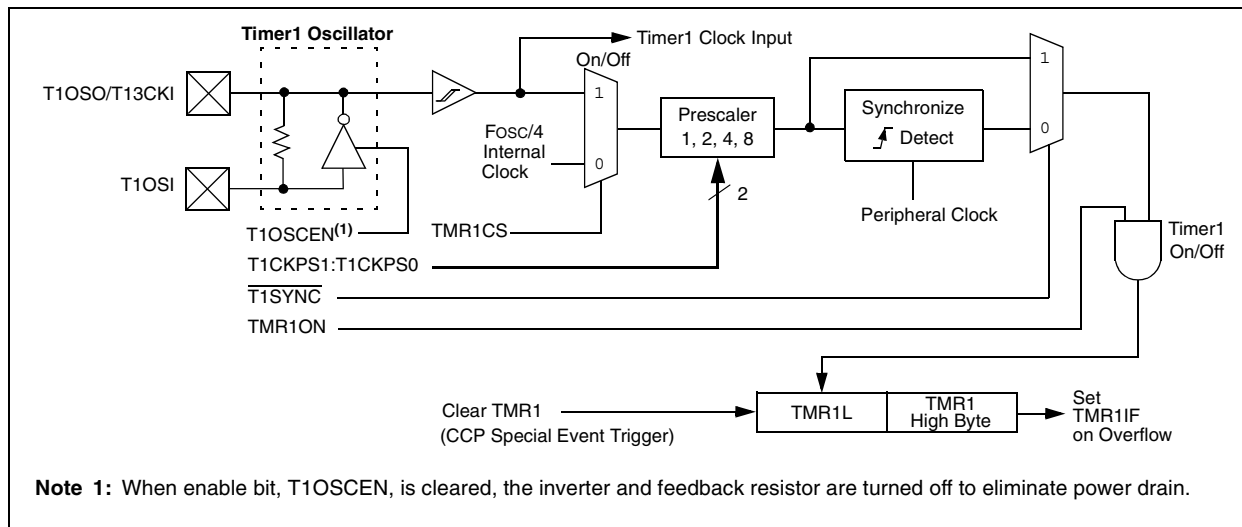 Timer1 Oscillator
T1OSO/T13CKI
T1OSI
Timer1 Clock Input
On/Off
1
0
FOSC/4
Internal
Clock
Prescaler
1, 2, 4, 8
2
Synchronize
Detect
Peripheral Clock
1
0
T1OSCEN(1)
TMR1CS
T1CKPS1:T1CKPS0
T1SYNC
TMR1ON
Timer1
On/Off
Clear TMR1
(CCP Special Event Trigger)
TMR1L
TMR1
High Byte
Set
TMR1IF
on Overflow
Note 1: When enable bit, T1OSCEN, is cleared, the inverter and feedback resistor are turned off to eliminate power drain.